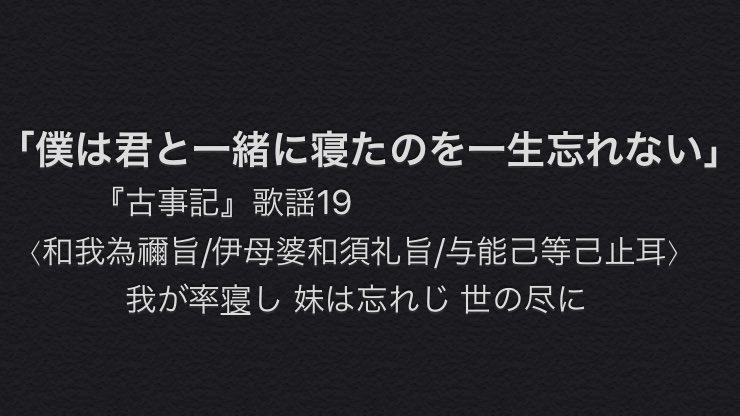 「僕は君と一緒に寝たのを一生忘れない」
『古事記』歌謡19
〈和我為禰旨/伊母婆和須礼旨/与能己等己止耳〉
我が率寝し 妹は忘れじ 世の尽に